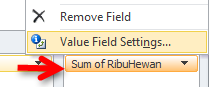 Remove Field
Value Field Settings...
Sum of RibuHewan